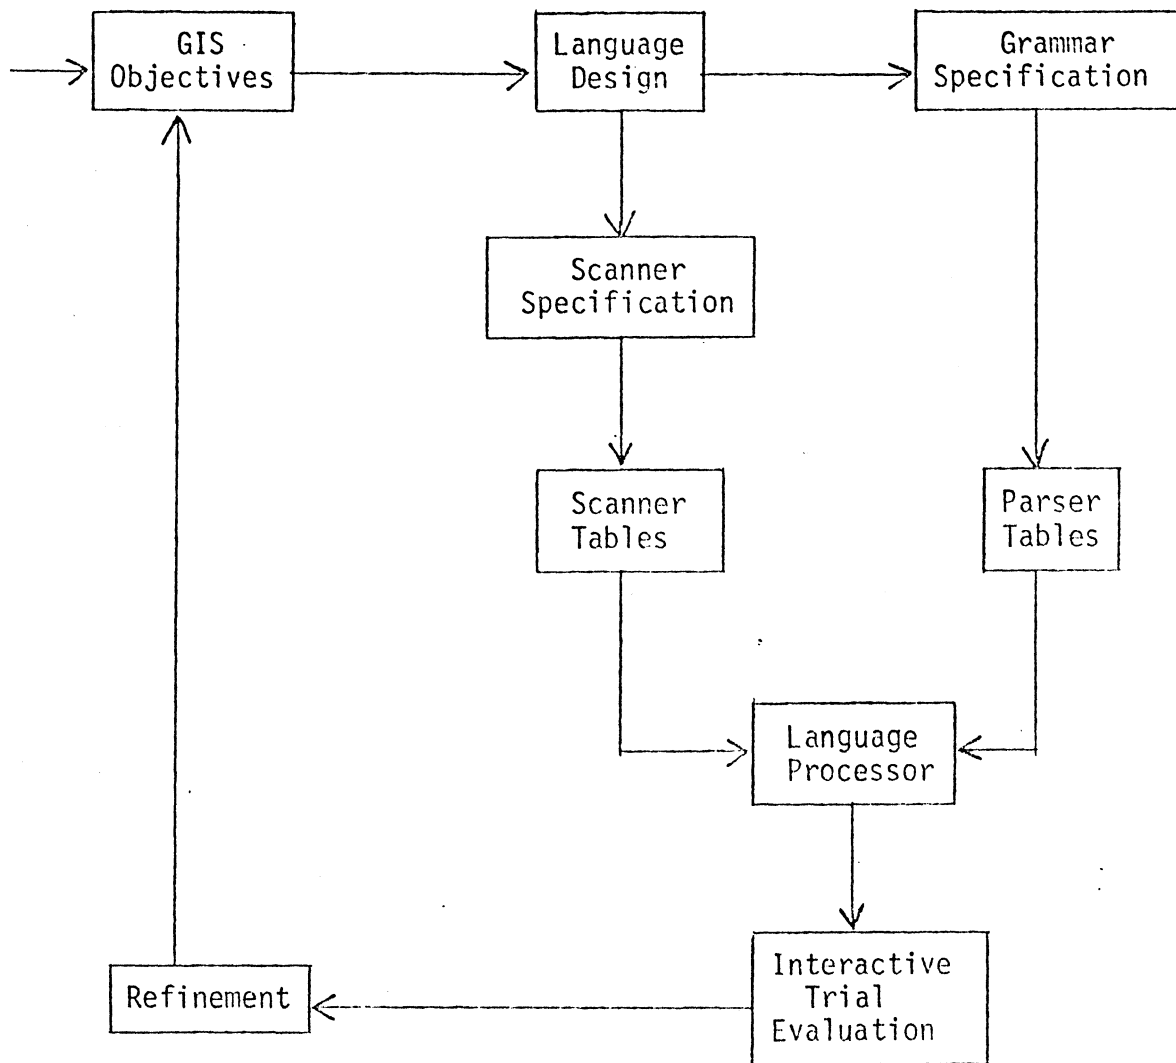 GIS
Objectives
Language
Design
Grammar
Specification
Scanner
Specification
Scanner
Tables
Parser
Tables
Language
Processor
Interactive
Trial
Evaluation
Refinement